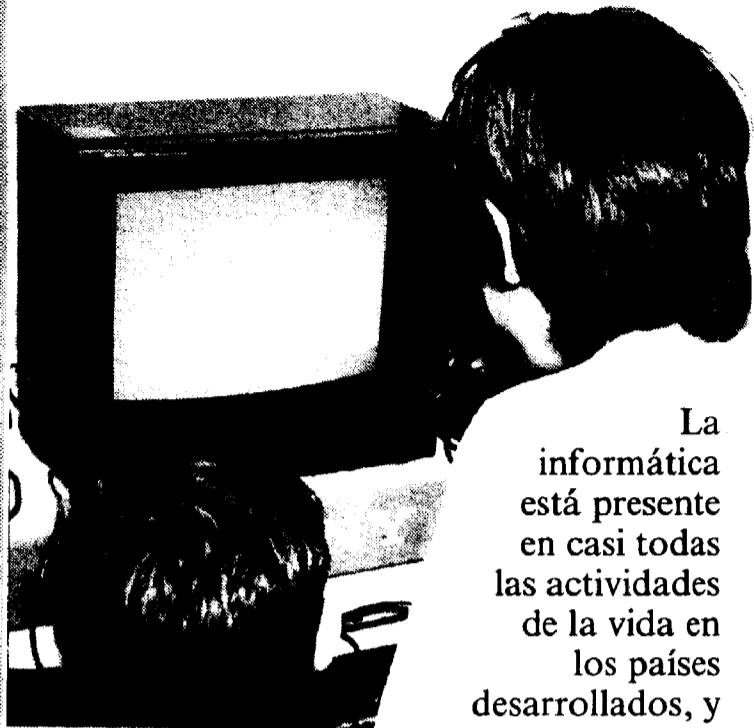 La
informática
está presente
en casi todas
las actividades
de la vida en
los países
desarrollados, y